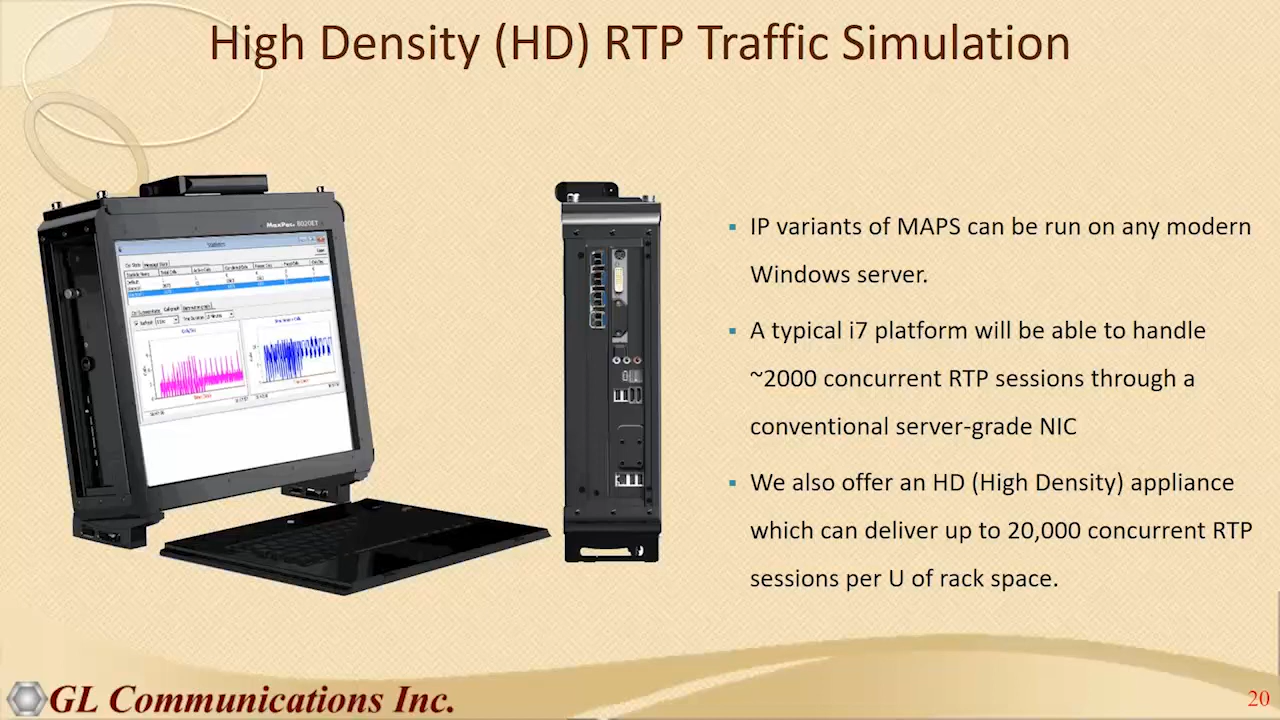 High Density (HD) RTP Traffic Simulation
MaxPac 8020ET
Statistics
IP variants of MAPS can be run on any modern
Windows server.
A typical i7 platform will be able to handle
~2000 concurrent RTP sessions through a
conventional server-grade NIC
We also offer an HD (High Density) appliance
which can deliver up to 20,000 concurrent RTP
sessions per U of rack space.
GL Communications Inc.
20